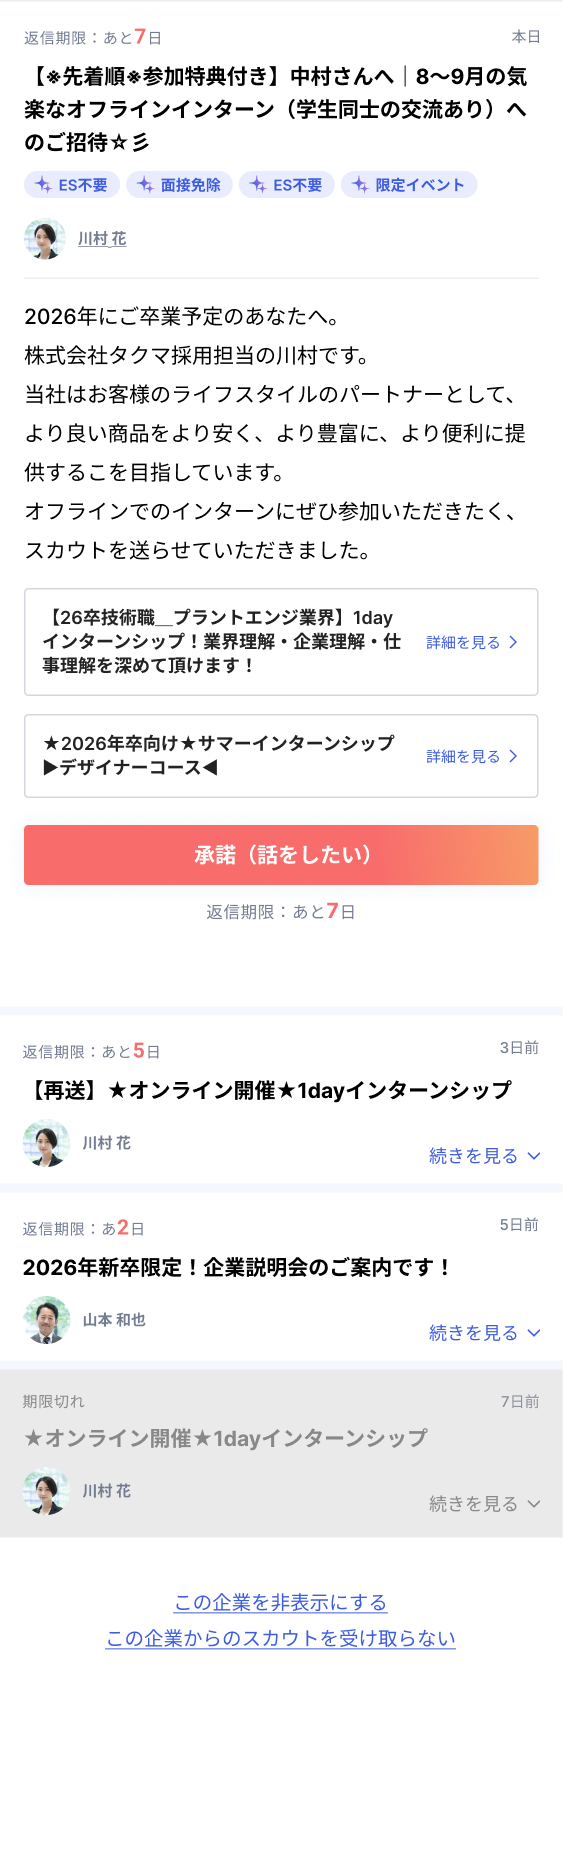 返信期限：あと7日
本日
【※先着順※参加特典付き】中村さんへ｜8〜9月の気
楽なオフラインインターン（学生同士の交流あり）へ
のご招待☆彡
ES不要 面接免除 ES不要 限定イベント
川村 花
2026年にご卒業予定のあなたへ。
株式会社タクマ採用担当の川村です。
当社はお客様のライフスタイルのパートナーとして、
より良い商品をより安く、より豊富に、より便利に提
供するこを目指しています。
オフラインでのインターンにぜひ参加いただきたく、
スカウトを送らせていただきました。
【26卒技術職__プラントエンジ業界】1day
インターンシップ！業界理解・企業理解・仕
事理解を深めて頂けます！
詳細を見る
★2026年卒向け★サマーインターンシップ
▶デザイナーコース◀
詳細を見る
承諾（話をしたい）
返信期限：あと7日
返信期限：あと5日
3日前
【再送】★オンライン開催★1dayインターンシップ
川村 花
続きを見る
返信期限：あ2日
5日前
2026年新卒限定！企業説明会のご案内です！
山本 和也
続きを見る
期限切れ
7日前
★オンライン開催★1dayインターンシップ
川村 花
続きを見る
この企業を非表示にする
この企業からのスカウトを受け取らない